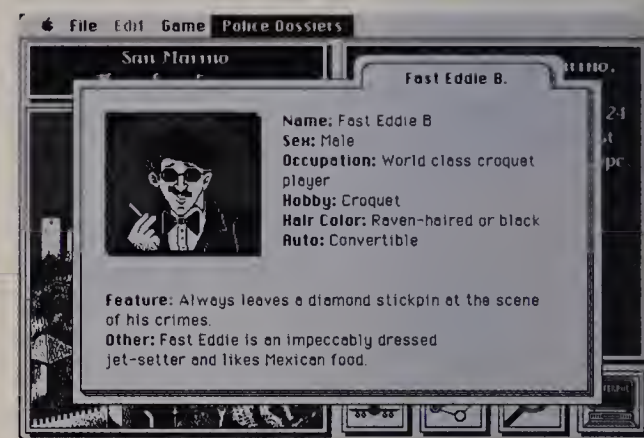 File Edit Game Police Dossiers
San Marino
Fast Eddie B.
Name: Fast Eddie B
Sex: Male
Occupation: World class croquet
player
Hobby: Croquet
Hair Color: Raven-haired or black
Auto: Convertible
Feature: Always leaves a diamond stickpin at the scene
of his crimes.
Other: Fast Eddie is an impeccably dressed
jet-setter and likes Mexican food.
24